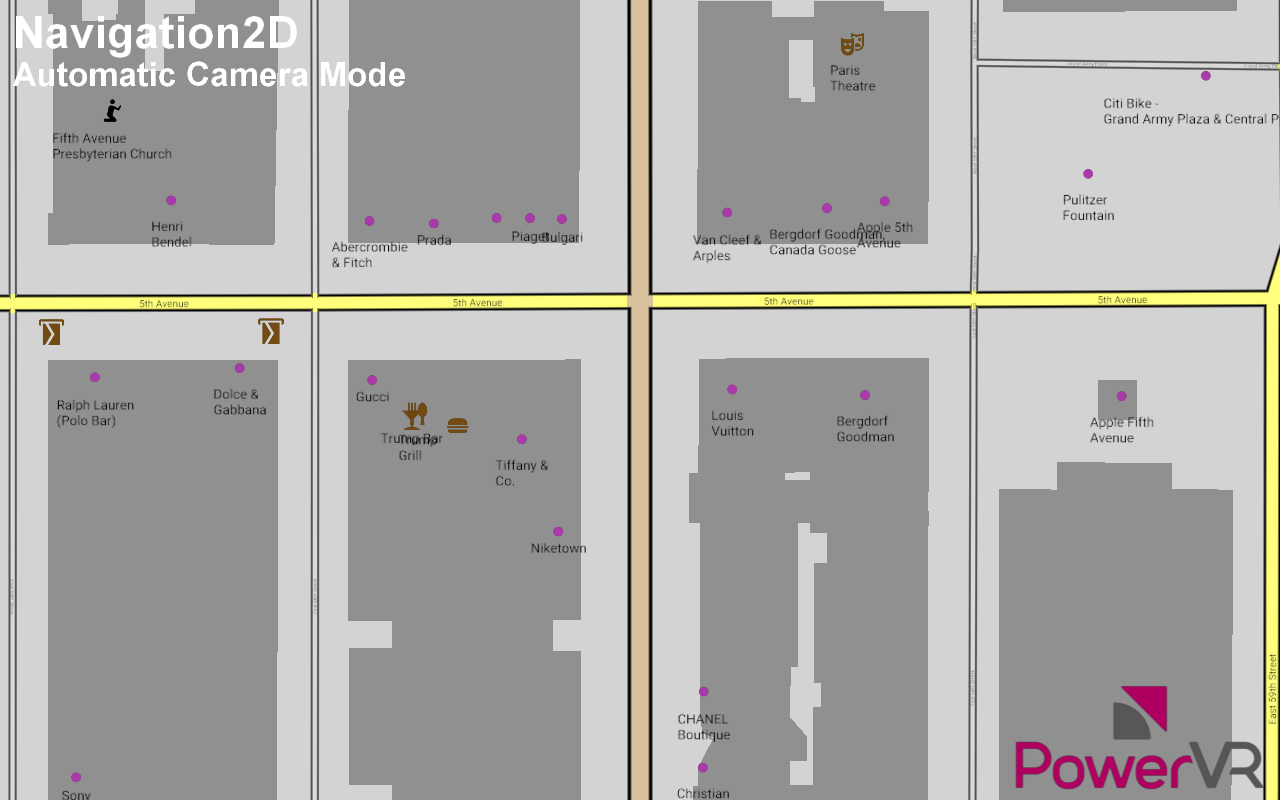 Navigation2D
Automatic Camera Mode
Paris
Theatre
Citi Bike -
Grand Army Plaza & Central P
Fifth Avenue
Presbyterian Church
Pulitzer
Fountain
Henri
Bendel
Abercrombie
& Fitch
Prada
Piaget
Bulgari
Van Cleef &
Arples
Bergdorf Goodman,
Canada Goose
Apple 5th
Avenue
5th Avenue
5th Avenue
5th Avenue
5th Avenue
Ralph Lauren
(Polo Bar)
Dolce &
Gabbana
Gucci
Trump Bar
Trump
Grill
Tiffany &
Co.
Niketown
Louis
Vuitton
Bergdorf
Goodman
Apple Fifth
Avenue
East 59th Street
CHANEL
Boutique
Christian
Sony
PowerVR